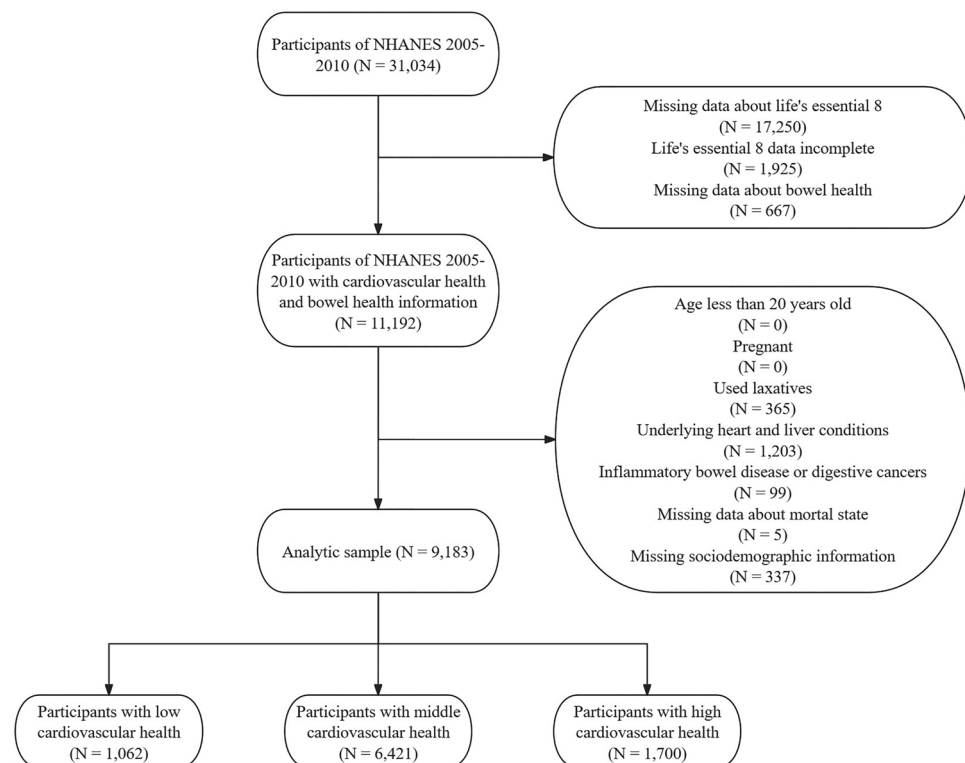 Participants of NHANES 2005-
2010 (N = 31,034)
Missing data about life's essential 8
(N = 17,250)
Life's essential 8 data incomplete
(N = 1,925)
Missing data about bowel health
(N = 667)
Participants of NHANES 2005-
2010 with cardiovascular health
and bowel health information
(N = 11,192)
Age less than 20 years old
(N = 0)
Pregnant
(N = 0)
Used laxatives
(N = 365)
Underlying heart and liver conditions
(N = 1,203)
Inflammatory bowel disease or digestive cancers
(N = 99)
Missing data about mortal state
(N = 5)
Missing sociodemographic information
(N = 337)
Analytic sample (N = 9,183)
Participants with low
cardiovascular health
(N = 1,062)
Participants with middle
cardiovascular health
(N = 6,421)
Participants with high
cardiovascular health
(N = 1,700)